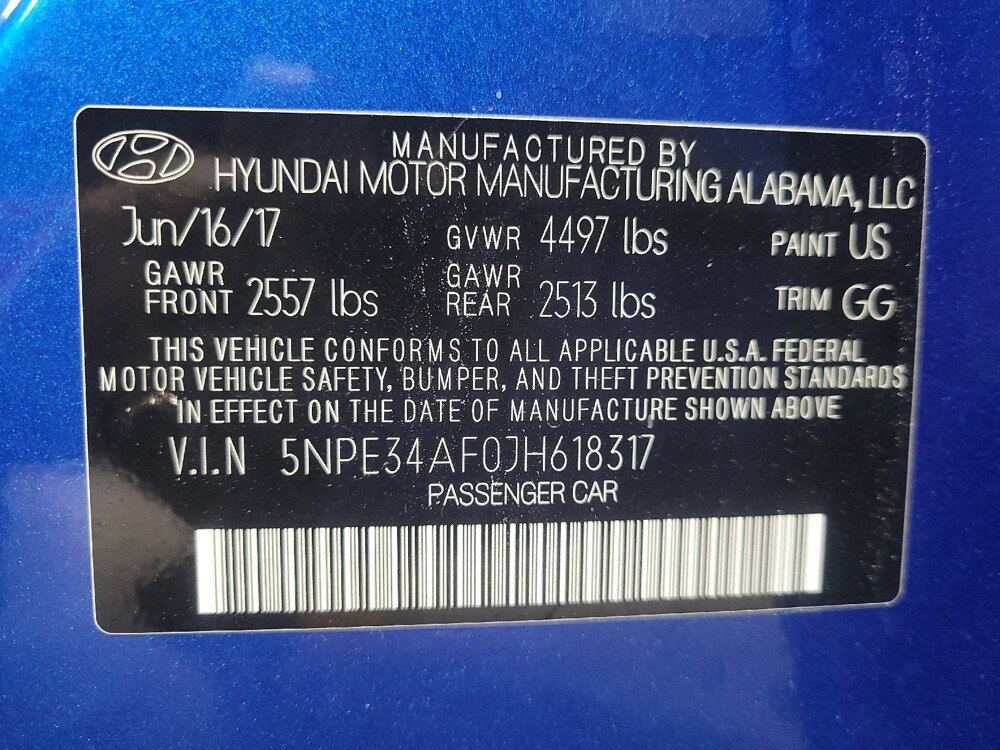 MANUFACTURED BY
HYUNDAI MOTOR MANUFACTURING ALABAMA, LLC
Jun/16/17 GVWR 4497 lbs PAINT US
GAWR FRONT 2557 lbs GAWR REAR 2513 lbs TRIM GG
THIS VEHICLE CONFORMS TO ALL APPLICABLE U.S.A. FEDERAL
MOTOR VEHICLE SAFETY, BUMPER, AND THEFT PREVENTION STANDARDS
IN EFFECT ON THE DATE OF MANUFACTURE SHOWN ABOVE
V.I.N 5NPE34AF0JH618317
PASSENGER CAR